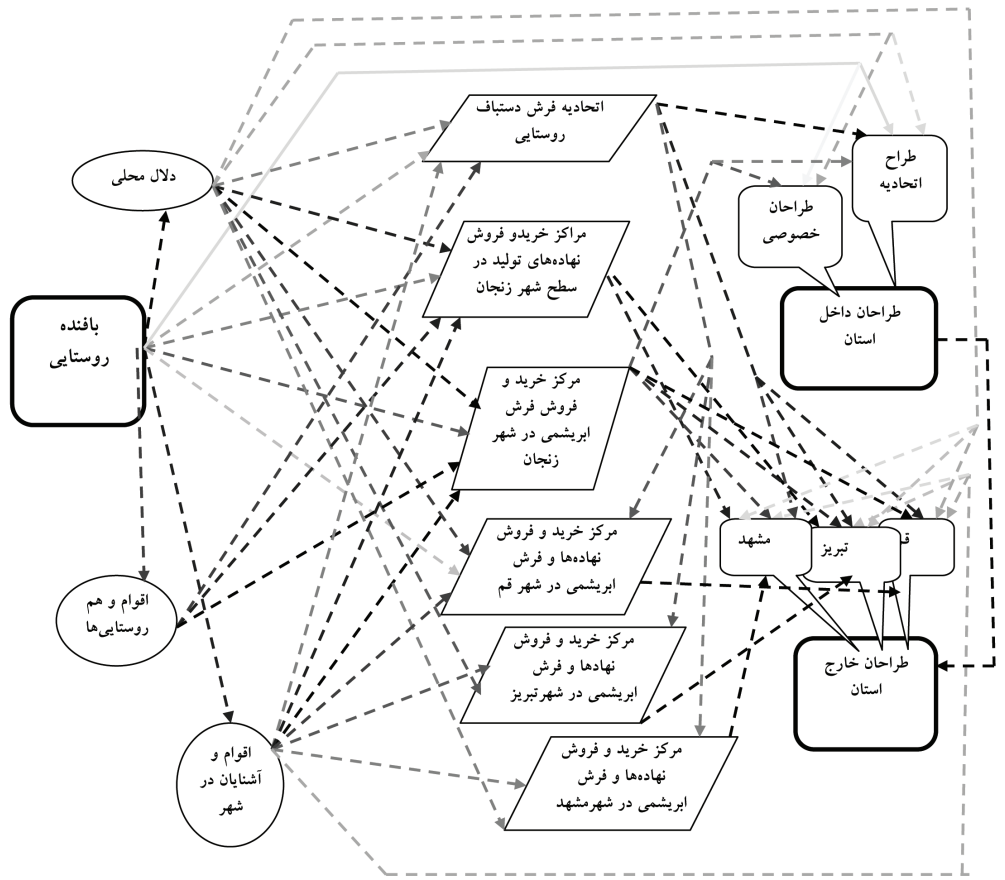 اتحادیه فرش دستباف
روستایی
طراح
اتحادیه
دلال محلی
طراحان
خصوصی
مراکز خریدو فروش
نهاده‌های تولید در
سطح شهر زنجان
بافنده
روستایی
طراحان داخل
استان
مرکز خرید و
فروش فرش
ابریشمی در شهر
زنجان
مرکز خرید و فروش
نهاده‌ها و فرش
ابریشمی در شهر قم
مشهد
تبریز
اقوام و هم
روستایی‌ها
مرکز خرید و فروش
نهادها و فرش
ابریشمی در شهرتبریز
طراحان خارج
استان
اقوام و
آشنایان در
شهر
مرکز خرید و فروش
نهاده‌ها و فرش
ابریشمی در شهرمشهد